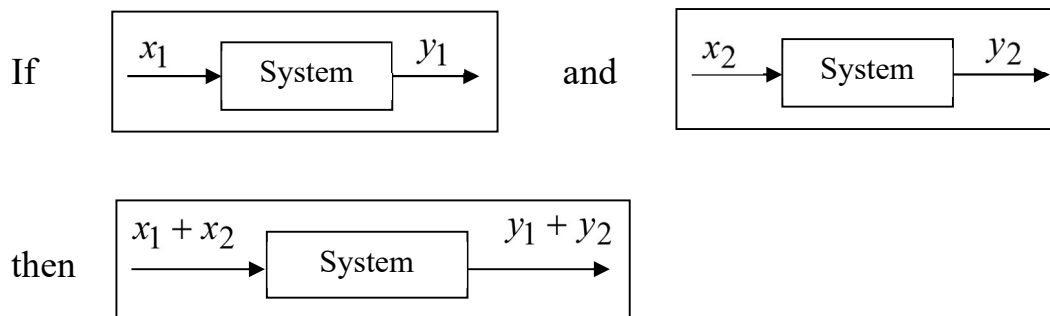 If x₁ System y₁ and x₂ System y₂
then x₁ + x₂ System y₁ + y₂